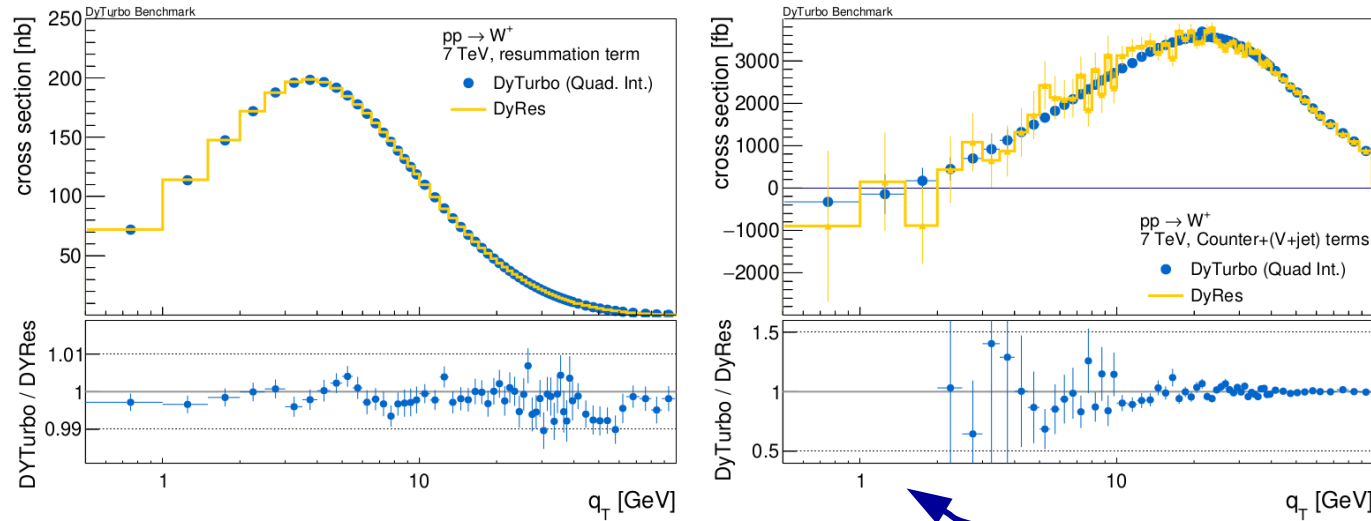 DyTurbo Benchmark
cross section [nb]
250
200
150
100
50
pp → W⁺
7 TeV, resummation term
DyTurbo (Quad. Int.)
DyRes
DYTurbo / DYRes
1.01
1
0.99
1
10
q_T [GeV]
DyTurbo Benchmark
cross section [fb]
3000
2000
1000
0
−1000
−2000
pp → W⁺
7 TeV, Counter+(V+jet) terms
DyTurbo (Quad Int.)
DyRes
DyTurbo / DyRes
1.5
1
0.5
1
10
q_T [GeV]